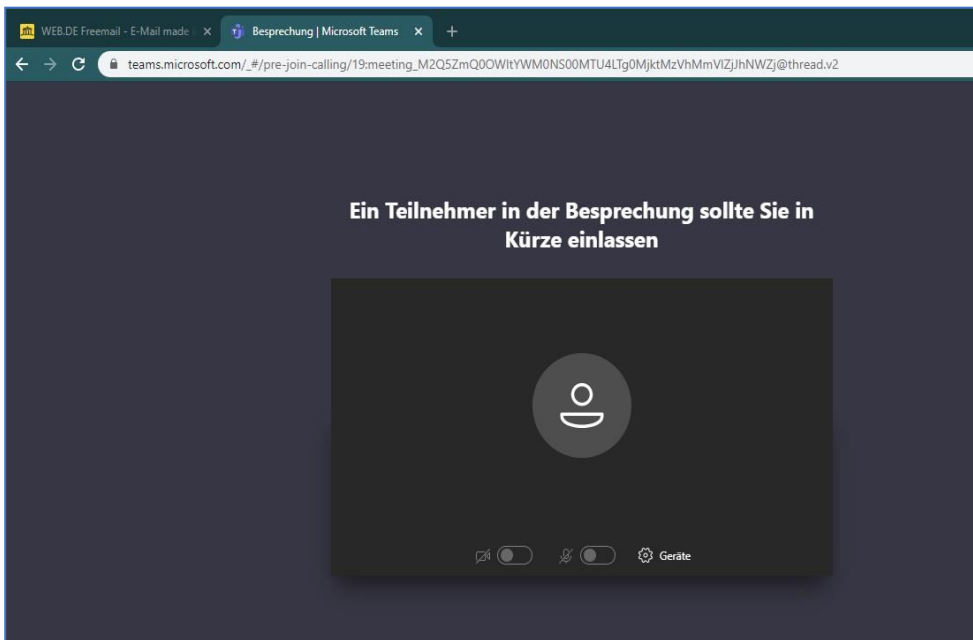 WEB.DE Freemail - E-Mail made
Besprechung | Microsoft Teams
teams.microsoft.com/_#/pre-join-calling/19:meeting_M2Q5ZmQ0OWItYWM0NS00MTU4LTg0MjktMzVhMmVlZjJhNWZj@thread.v2
Ein Teilnehmer in der Besprechung sollte Sie in
Kürze einlassen
Geräte